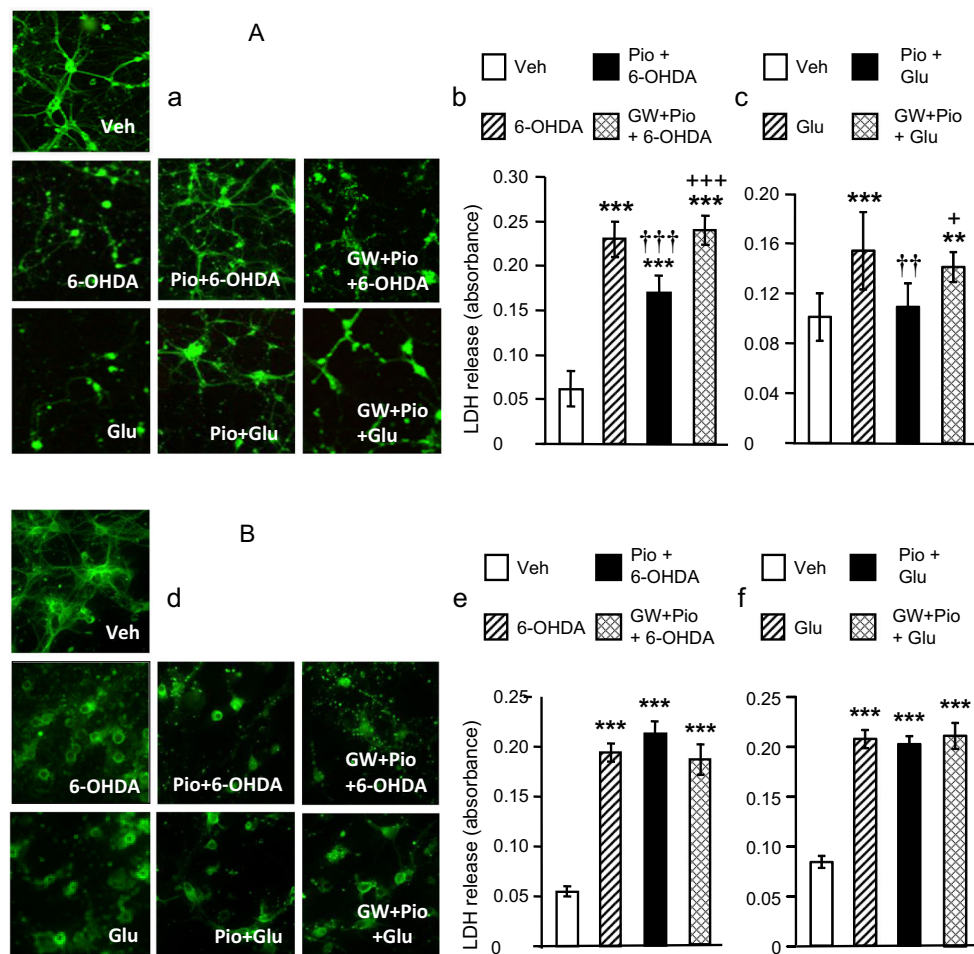 A
a
Veh
6-OHDA
Pio+6-OHDA
GW+Pio
+6-OHDA
Glu
Pio+Glu
GW+Pio
+Glu
b
Veh
Pio +
6-OHDA
6-OHDA
GW+Pio
+ 6-OHDA
LDH release (absorbance)
0.30
0.25
0.20
0.15
0.10
0.05
0
***
†††
***
+++
***
c
Veh
Pio +
Glu
Glu
GW+Pio
+ Glu
0.20
0.16
0.12
0.08
0.04
0
***
††
+
**
B
d
Veh
6-OHDA
Pio+6-OHDA
GW+Pio
+6-OHDA
Glu
Pio+Glu
GW+Pio
+Glu
e
Veh
Pio +
6-OHDA
6-OHDA
GW+Pio
+ 6-OHDA
LDH release (absorbance)
0.25
0.20
0.15
0.10
0.05
0
***
***
***
f
Veh
Pio +
Glu
Glu
GW+Pio
+ Glu
0.25
0.20
0.15
0.10
0.05
0
***
***
***